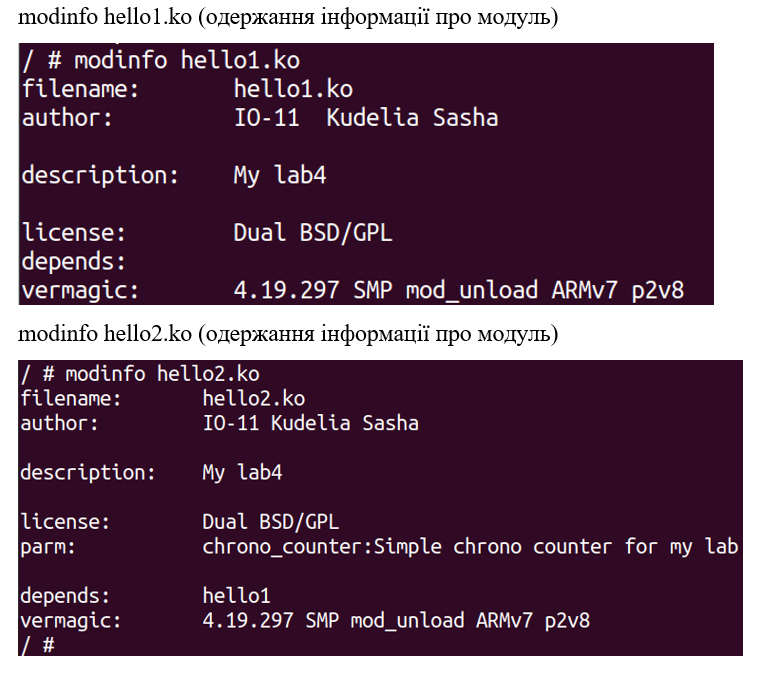 modinfo hello1.ko (одержання інформації про модуль)
/ # modinfo hello1.ko
filename: hello1.ko
author: IO-11  Kudelia Sasha
description: My lab4
license: Dual BSD/GPL
depends:
vermagic: 4.19.297 SMP mod_unload ARMv7 p2v8
modinfo hello2.ko (одержання інформації про модуль)
/ # modinfo hello2.ko
filename: hello2.ko
author: IO-11 Kudelia Sasha
description: My lab4
license: Dual BSD/GPL
parm: chrono_counter:Simple chrono counter for my lab
depends: hello1
vermagic: 4.19.297 SMP mod_unload ARMv7 p2v8
/ #